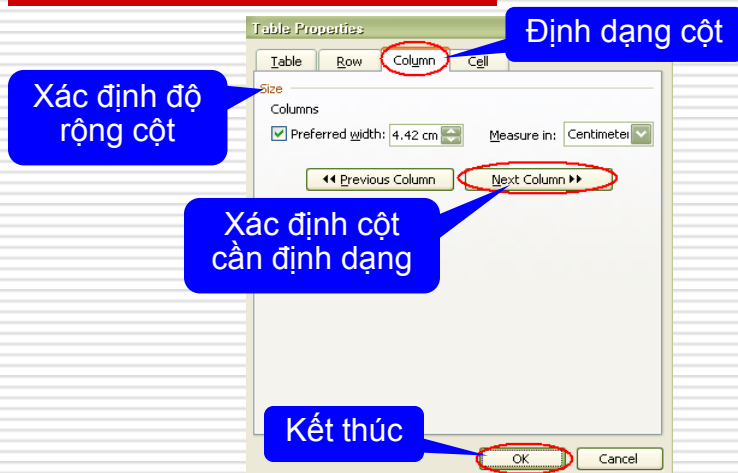 Table Properties
Định dạng cột
Table Row Column Cell
Xác định độ
rộng cột
Size
Columns
Preferred width: 4.42 cm Measure in: Centimeter
Previous Column Next Column
Xác định cột
cần định dạng
Kết thúc
OK Cancel